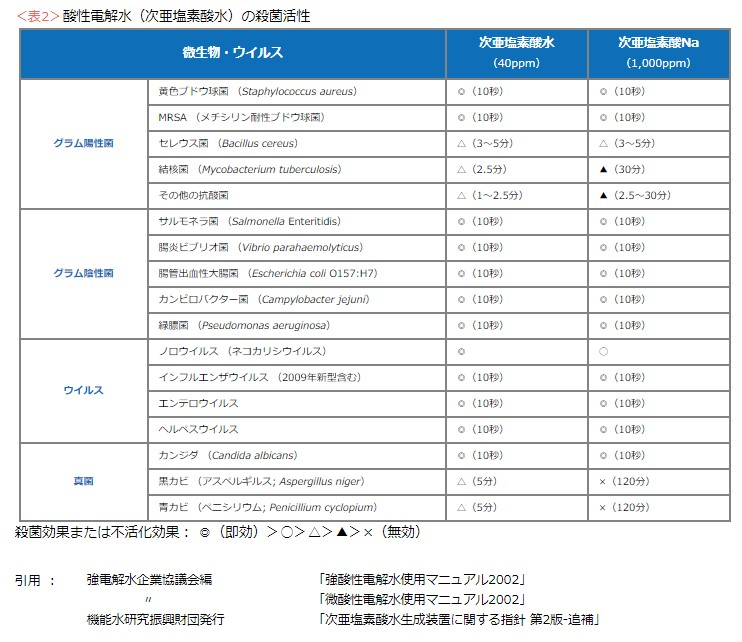 <表2>酸性電解水（次亜塩素酸水）の殺菌活性
微生物・ウイルス 次亜塩素酸水（40ppm） 次亜塩素酸Na（1,000ppm）
グラム陽性菌
黄色ブドウ球菌 （Staphylococcus aureus） ◎（10秒） ◎（10秒）
MRSA （メチシリン耐性ブドウ球菌） ◎（10秒） ◎（10秒）
セレウス菌 （Bacillus cereus） △（3～5分） △（3～5分）
結核菌 （Mycobacterium tuberculosis） △（2.5分） ▲（30分）
その他の抗酸菌 △（1～2.5分） ▲（2.5～30分）
グラム陰性菌
サルモネラ菌 （Salmonella Enteritidis） ◎（10秒） ◎（10秒）
腸炎ビブリオ菌 （Vibrio parahaemolyticus） ◎（10秒） ◎（10秒）
腸管出血性大腸菌 （Escherichia coli O157:H7） ◎（10秒） ◎（10秒）
カンピロバクター菌 （Campylobacter jejuni） ◎（10秒） ◎（10秒）
緑膿菌 （Pseudomonas aeruginosa） ◎（10秒） ◎（10秒）
ウイルス
ノロウイルス （ネコカリシウイルス） ◎ ○
インフルエンザウイルス （2009年新型含む） ◎（10秒） ◎（10秒）
エンテロウイルス ◎（10秒） ◎（10秒）
ヘルペスウイルス ◎（10秒） ◎（10秒）
真菌
カンジダ （Candida albicans） ◎（10秒） ◎（10秒）
黒カビ （アスペルギルス; Aspergillus niger） △（5分） ×（120分）
青カビ （ペニシリウム; Penicillium cyclopium） △（5分） ×（120分）
殺菌効果または不活化効果： ◎（即効）＞○＞△＞▲＞×（無効）
引用 ： 強電解水企業協議会編 「強酸性電解水使用マニュアル2002」
〃 「微酸性電解水使用マニュアル2002」
機能水研究振興財団発行 「次亜塩素酸水生成装置に関する指針 第2版-追補」